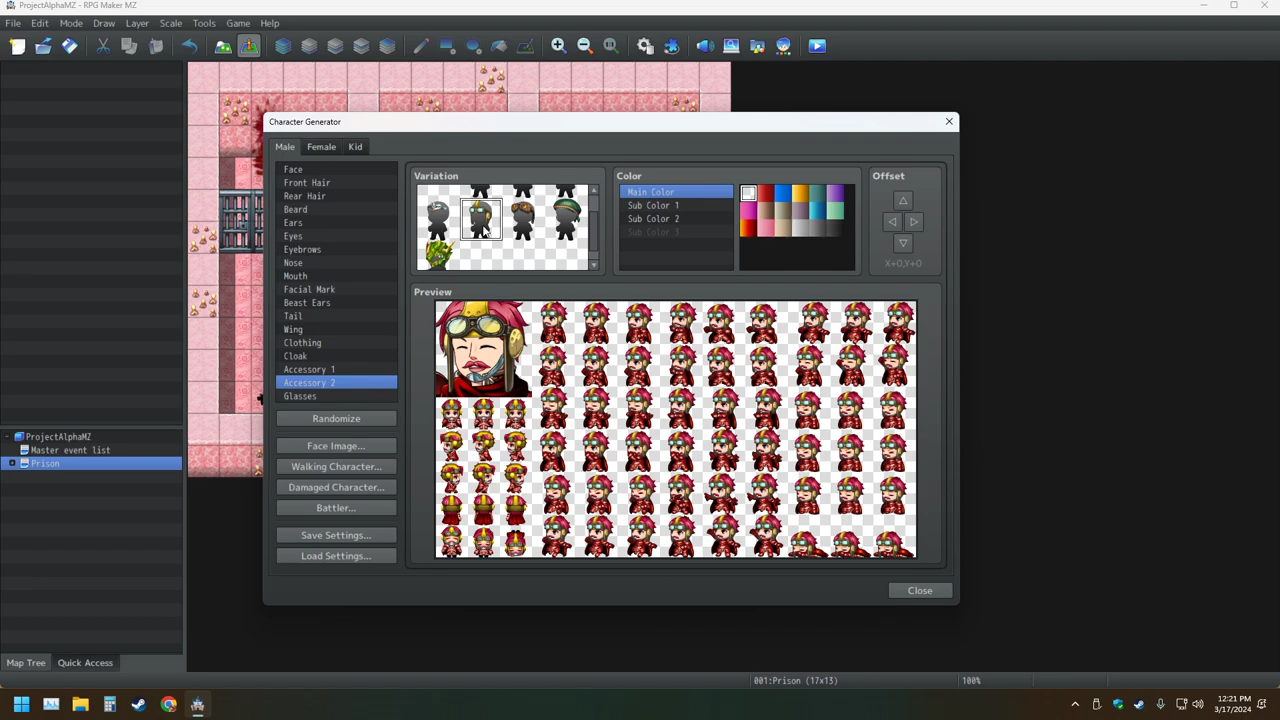 ProjectAlphaMZ - RPG Maker MZ
File Edit Mode Draw Layer Scale Tools Game Help
Character Generator
Male Female Kid
Face
Front Hair
Rear Hair
Beard
Ears
Eyes
Eyebrows
Nose
Mouth
Facial Mark
Beast Ears
Tail
Wing
Clothing
Cloak
Accessory 1
Accessory 2
Glasses
Randomize
Face Image...
Walking Character...
Damaged Character...
Battler...
Save Settings...
Load Settings...
Variation
Color
Main Color
Sub Color 1
Sub Color 2
Sub Color 3
Offset
X+0,Y+0
Preview
Close
ProjectAlphaMZ
Master event list
Prison
Map Tree Quick Access
001:Prison (17x13) 100%
12:21 PM
3/17/2024